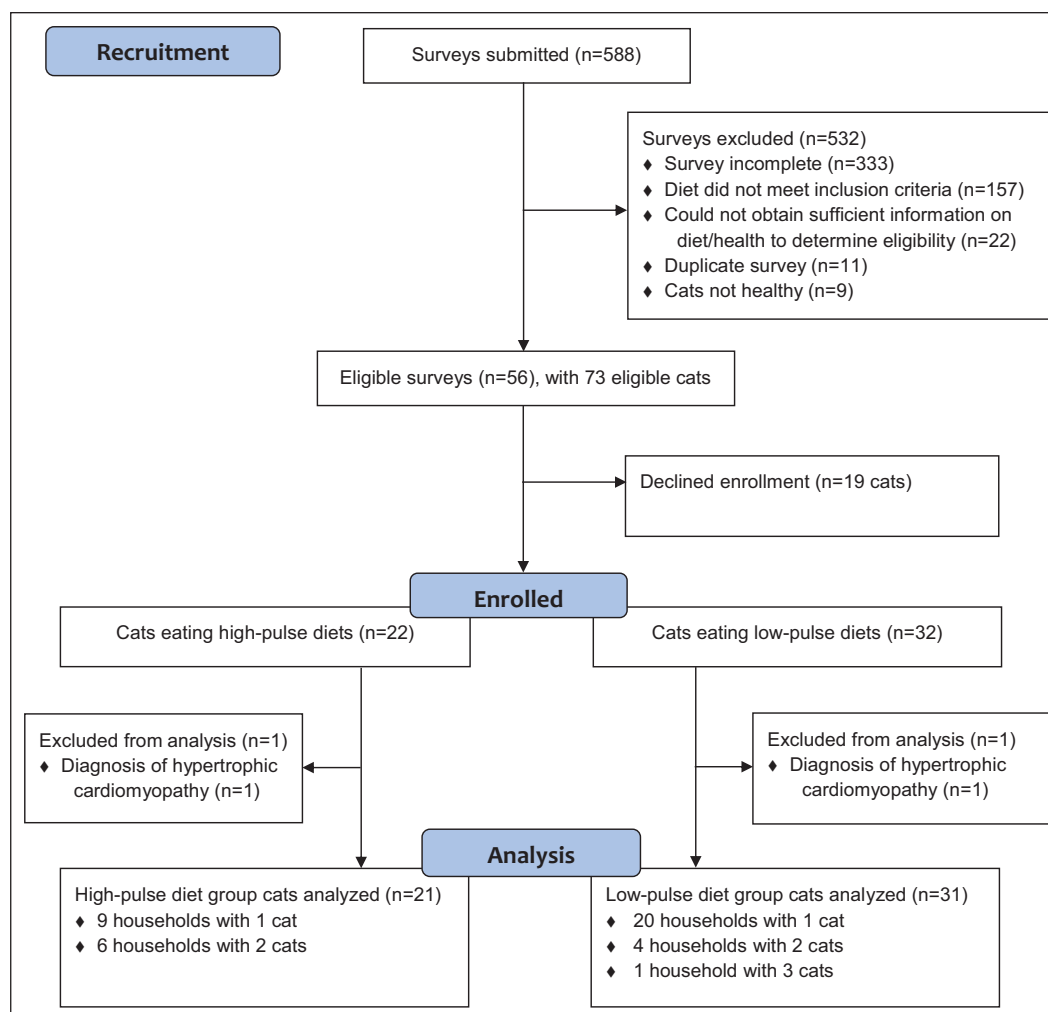 Recruitment
Surveys submitted (n=588)
Surveys excluded (n=532)
♦ Survey incomplete (n=333)
♦ Diet did not meet inclusion criteria (n=157)
♦ Could not obtain sufficient information on
diet/health to determine eligibility (n=22)
♦ Duplicate survey (n=11)
♦ Cats not healthy (n=9)
Eligible surveys (n=56), with 73 eligible cats
Declined enrollment (n=19 cats)
Enrolled
Cats eating high-pulse diets (n=22)
Cats eating low-pulse diets (n=32)
Excluded from analysis (n=1)
♦ Diagnosis of hypertrophic
cardiomyopathy (n=1)
Excluded from analysis (n=1)
♦ Diagnosis of hypertrophic
cardiomyopathy (n=1)
Analysis
High-pulse diet group cats analyzed (n=21)
♦ 9 households with 1 cat
♦ 6 households with 2 cats
Low-pulse diet group cats analyzed (n=31)
♦ 20 households with 1 cat
♦ 4 households with 2 cats
♦ 1 household with 3 cats